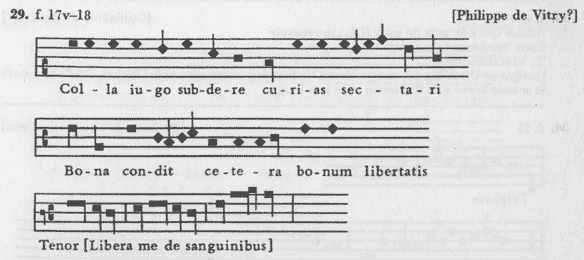 29. f. 17v–18 [Philippe de Vitry?]
Col - la iu-go sub-de-re cu-ri-as sec ta-ri
Bo-na con-dit ce-te-ra bo-num libertatis
Tenor [Libera me de sanguinibus]